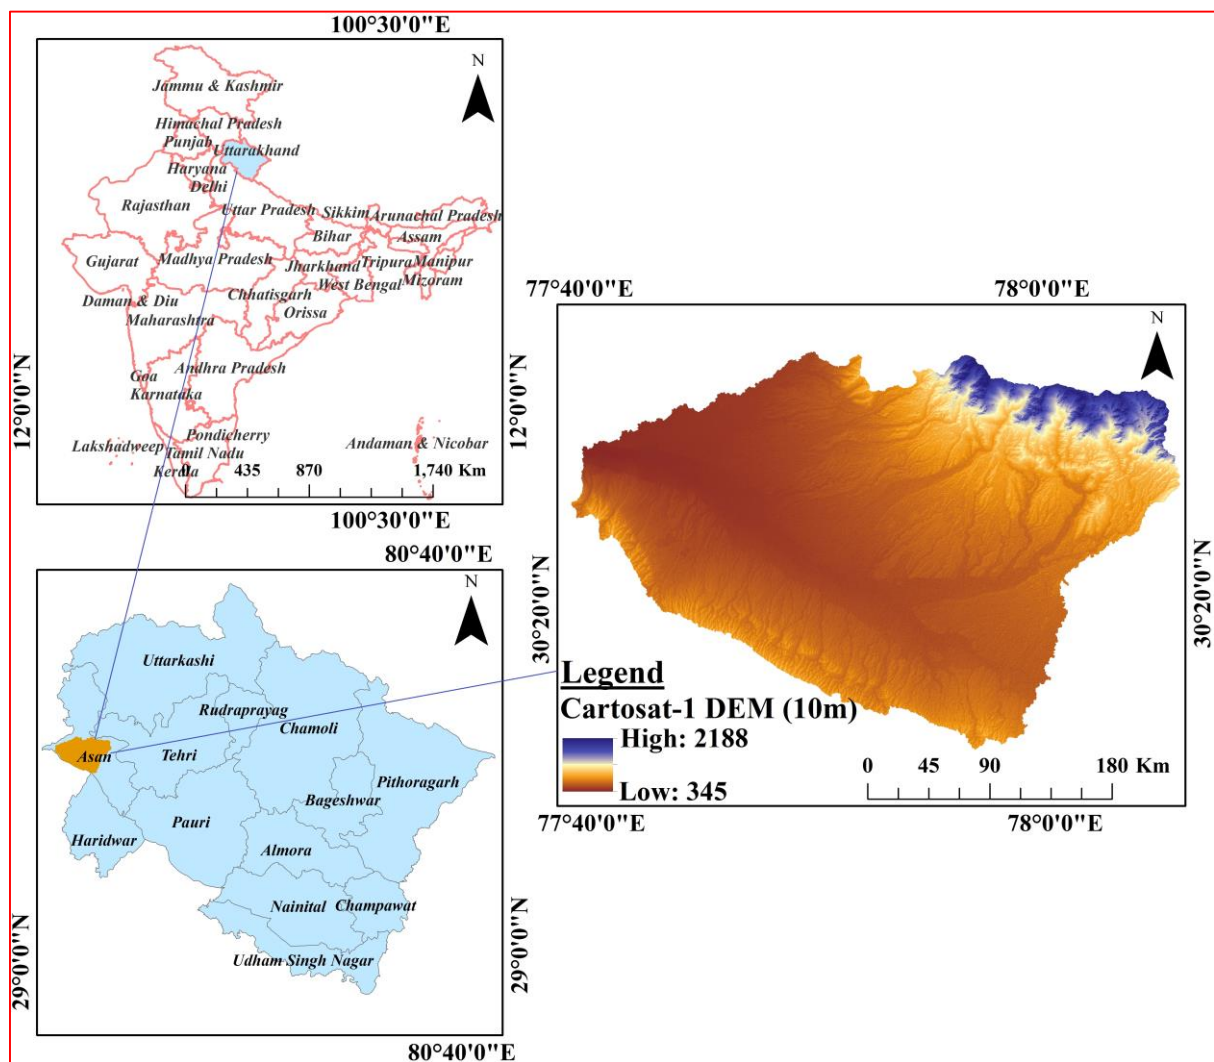 100°30'0"E
N
Jammu & Kashmir
Himachal Pradesh
Punjab
Uttarakhand
Haryana
Delhi
Rajasthan
Uttar Pradesh
Sikkim
Arunachal Pradesh
Bihar
Assam
Gujarat
Madhya Pradesh
Jharkhand
Tripura
Manipur
West Bengal
Mizoram
Daman & Diu
Chhatisgarh
Maharashtra
Orissa
Andhra Pradesh
Goa
Karnataka
12°0'0"N
12°0'0"N
Pondicherry
Lakshadweep
Tamil Nadu
Andaman & Nicobar
Kerala
0 435 870 1,740 Km
100°30'0"E
80°40'0"E
N
Uttarkashi
Rudraprayag
Chamoli
Asan
Tehri
Pithoragarh
Bageshwar
Pauri
Haridwar
Almora
Nainital
Champawat
Udham Singh Nagar
29°0'0"N
29°0'0"N
80°40'0"E
77°40'0"E
78°0'0"E
N
30°20'0"N
30°20'0"N
Legend
Cartosat-1 DEM (10m)
High: 2188
Low: 345
0 45 90 180 Km
77°40'0"E
78°0'0"E